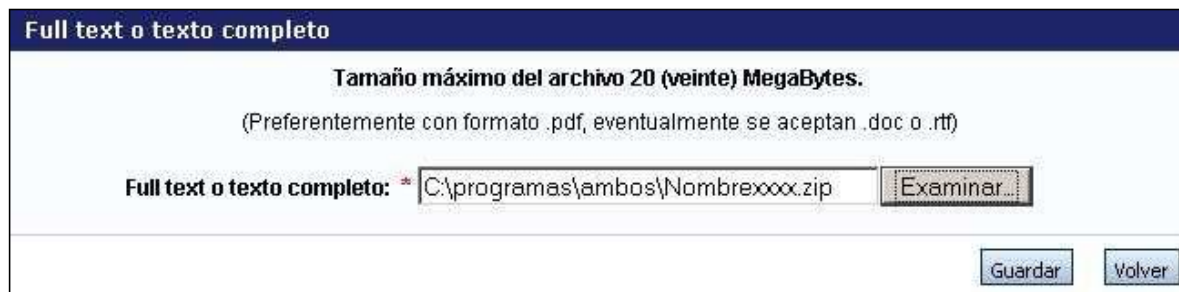 Full text o texto completo
Tamaño máximo del archivo 20 (veinte) MegaBytes.
(Preferentemente con formato .pdf, eventualmente se aceptan .doc o .rtf)
Full text o texto completo: * C:\programas\ambos\Nombrexxxx.zip Examinar...
Guardar Volver